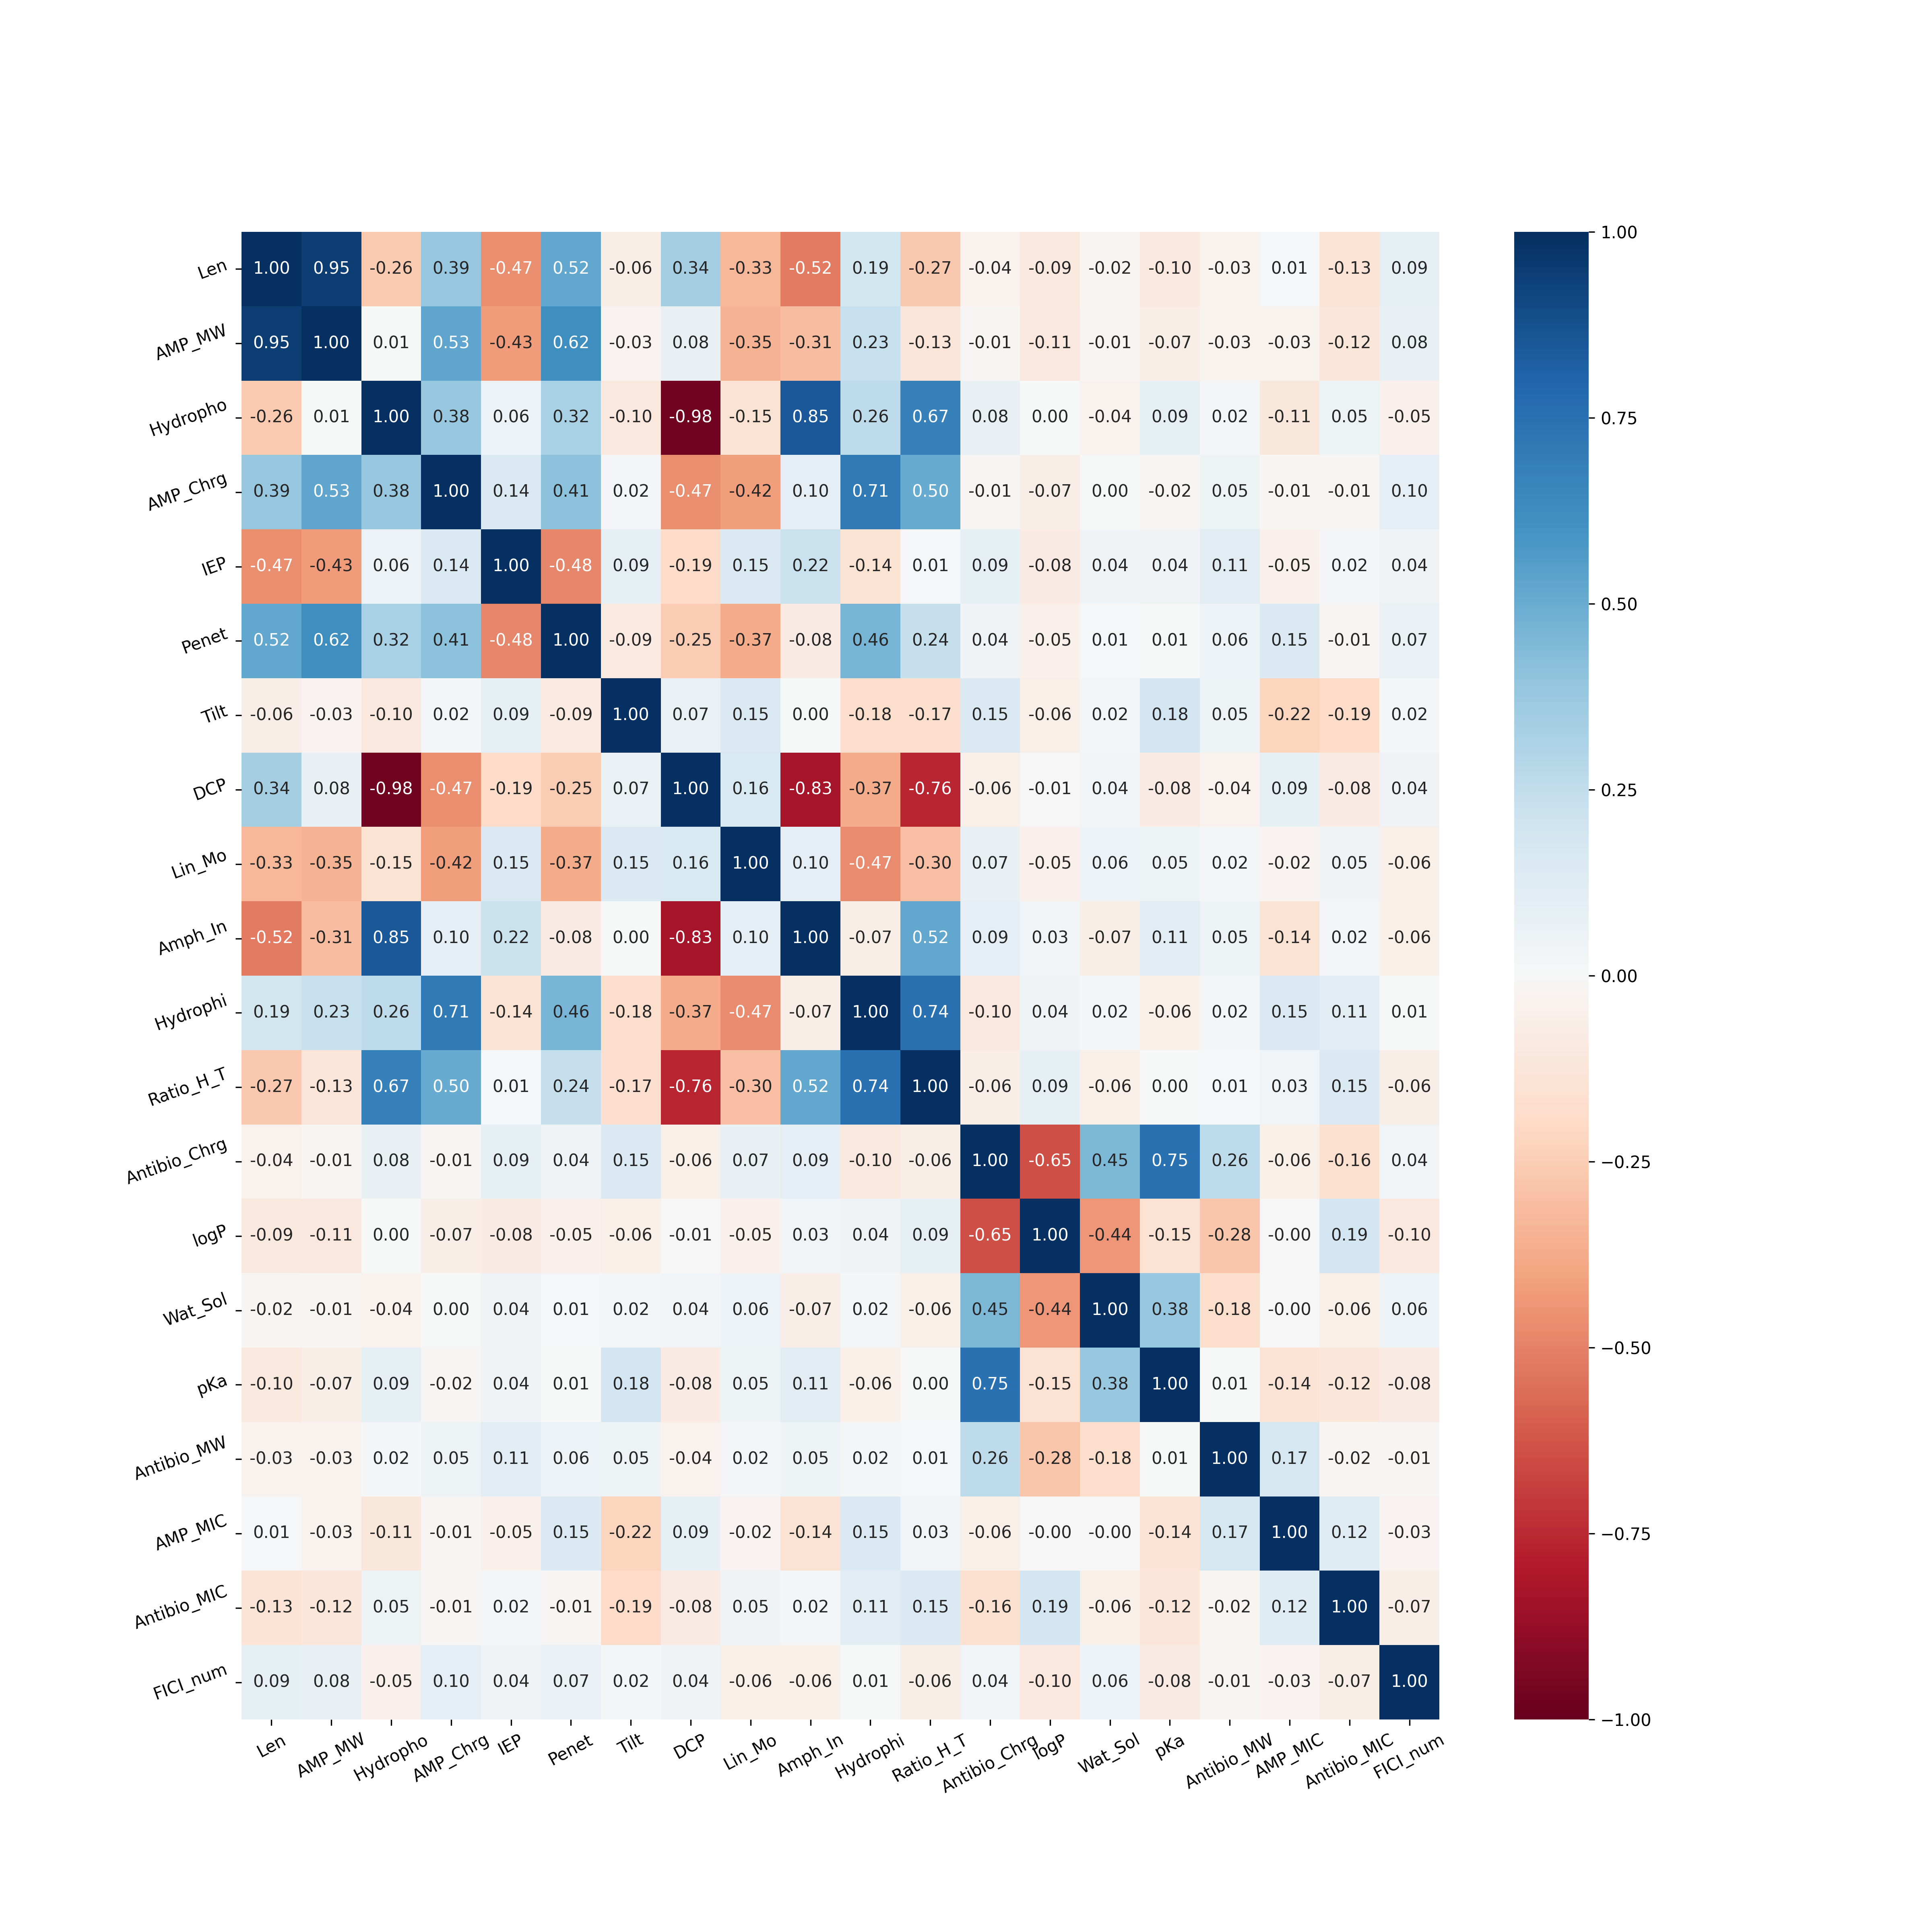 Len 1.00 0.95 -0.26 0.39 -0.47 0.52 -0.06 0.34 -0.33 -0.52 0.19 -0.27 -0.04 -0.09 -0.02 -0.10 -0.03 0.01 -0.13 0.09
AMP_MW 0.95 1.00 0.01 0.53 -0.43 0.62 -0.03 0.08 -0.35 -0.31 0.23 -0.13 -0.01 -0.11 -0.01 -0.07 -0.03 -0.03 -0.12 0.08
Hydropho -0.26 0.01 1.00 0.38 0.06 0.32 -0.10 -0.98 -0.15 0.85 0.26 0.67 0.08 0.00 -0.04 0.09 0.02 -0.11 0.05 -0.05
AMP_Chrg 0.39 0.53 0.38 1.00 0.14 0.41 0.02 -0.47 -0.42 0.10 0.71 0.50 -0.01 -0.07 0.00 -0.02 0.05 -0.01 -0.01 0.10
IEP -0.47 -0.43 0.06 0.14 1.00 -0.48 0.09 -0.19 0.15 0.22 -0.14 0.01 0.09 -0.08 0.04 0.04 0.11 -0.05 0.02 0.04
Penet 0.52 0.62 0.32 0.41 -0.48 1.00 -0.09 -0.25 -0.37 -0.08 0.46 0.24 0.04 -0.05 0.01 0.01 0.06 0.15 -0.01 0.07
Tilt -0.06 -0.03 -0.10 0.02 0.09 -0.09 1.00 0.07 0.15 0.00 -0.18 -0.17 0.15 -0.06 0.02 0.18 0.05 -0.22 -0.19 0.02
DCP 0.34 0.08 -0.98 -0.47 -0.19 -0.25 0.07 1.00 0.16 -0.83 -0.37 -0.76 -0.06 -0.01 0.04 -0.08 -0.04 0.09 -0.08 0.04
Lin_Mo -0.33 -0.35 -0.15 -0.42 0.15 -0.37 0.15 0.16 1.00 0.10 -0.47 -0.30 0.07 -0.05 0.06 0.05 0.02 -0.02 0.05 -0.06
Amph_In -0.52 -0.31 0.85 0.10 0.22 -0.08 0.00 -0.83 0.10 1.00 -0.07 0.52 0.09 0.03 -0.07 0.11 0.05 -0.14 0.02 -0.06
Hydrophi 0.19 0.23 0.26 0.71 -0.14 0.46 -0.18 -0.37 -0.47 -0.07 1.00 0.74 -0.10 0.04 0.02 -0.06 0.02 0.15 0.11 0.01
Ratio_H_T -0.27 -0.13 0.67 0.50 0.01 0.24 -0.17 -0.76 -0.30 0.52 0.74 1.00 -0.06 0.09 -0.06 0.00 0.01 0.03 0.15 -0.06
Antibio_Chrg -0.04 -0.01 0.08 -0.01 0.09 0.04 0.15 -0.06 0.07 0.09 -0.10 -0.06 1.00 -0.65 0.45 0.75 0.26 -0.06 -0.16 0.04
logP -0.09 -0.11 0.00 -0.07 -0.08 -0.05 -0.06 -0.01 -0.05 0.03 0.04 0.09 -0.65 1.00 -0.44 -0.15 -0.28 -0.00 0.19 -0.10
Wat_Sol -0.02 -0.01 -0.04 0.00 0.04 0.01 0.02 0.04 0.06 -0.07 0.02 -0.06 0.45 -0.44 1.00 0.38 -0.18 -0.00 -0.06 0.06
pKa -0.10 -0.07 0.09 -0.02 0.04 0.01 0.18 -0.08 0.05 0.11 -0.06 0.00 0.75 -0.15 0.38 1.00 0.01 -0.14 -0.12 -0.08
Antibio_MW -0.03 -0.03 0.02 0.05 0.11 0.06 0.05 -0.04 0.02 0.05 0.02 0.01 0.26 -0.28 -0.18 0.01 1.00 0.17 -0.02 -0.01
AMP_MIC 0.01 -0.03 -0.11 -0.01 -0.05 0.15 -0.22 0.09 -0.02 -0.14 0.15 0.03 -0.06 -0.00 -0.00 -0.14 0.17 1.00 0.12 -0.03
Antibio_MIC -0.13 -0.12 0.05 -0.01 0.02 -0.01 -0.19 -0.08 0.05 0.02 0.11 0.15 -0.16 0.19 -0.06 -0.12 -0.02 0.12 1.00 -0.07
FICI_num 0.09 0.08 -0.05 0.10 0.04 0.07 0.02 0.04 -0.06 -0.06 0.01 -0.06 0.04 -0.10 0.06 -0.08 -0.01 -0.03 -0.07 1.00
Len AMP_MW Hydropho AMP_Chrg IEP Penet Tilt DCP Lin_Mo Amph_In Hydrophi Ratio_H_T Antibio_Chrg logP Wat_Sol pKa Antibio_MW AMP_MIC Antibio_MIC FICI_num
1.00
0.75
0.50
0.25
0.00
−0.25
−0.50
−0.75
−1.00